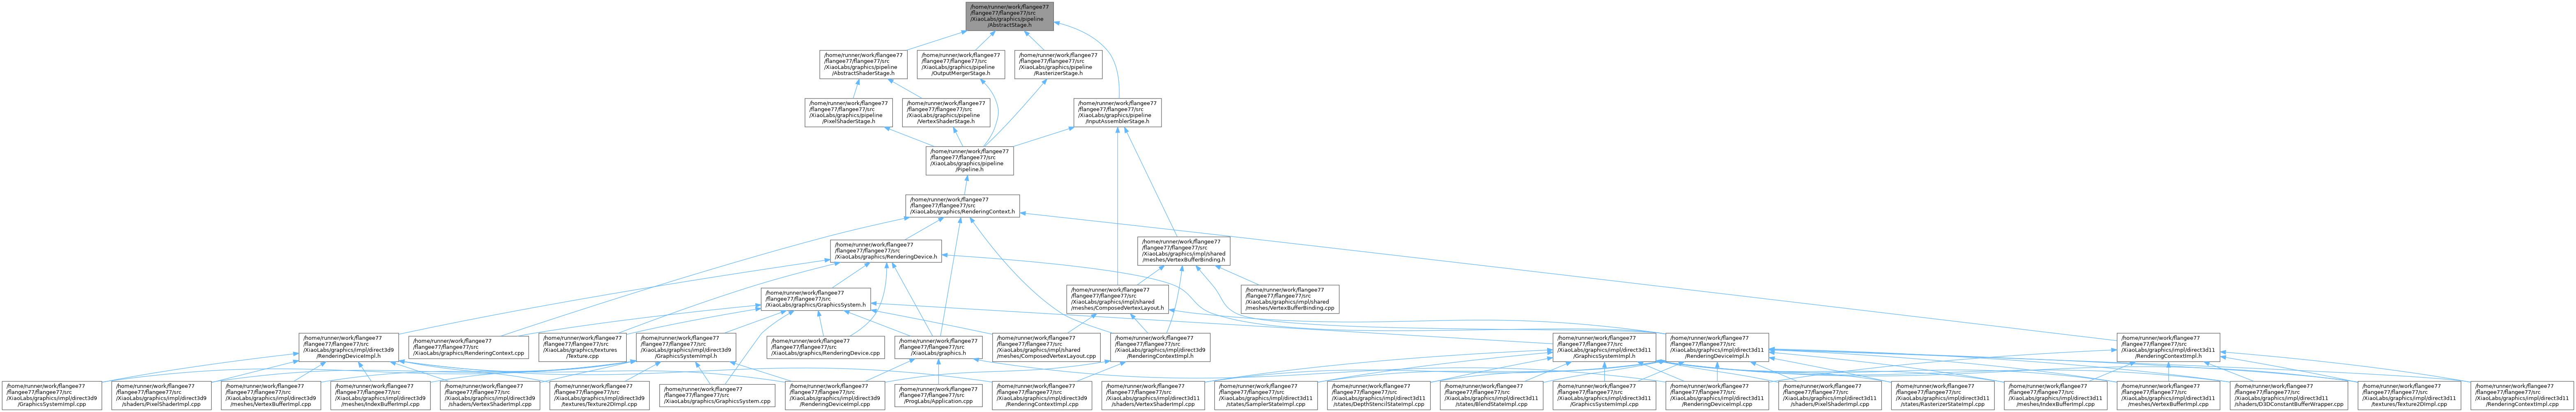 /home/runner/work/flangee77
/flangee77/flangee77/src
/XiaoLabs/graphics/pipeline
/AbstractStage.h
/home/runner/work/flangee77
/flangee77/flangee77/src
/XiaoLabs/graphics/pipeline
/AbstractShaderStage.h
/home/runner/work/flangee77
/flangee77/flangee77/src
/XiaoLabs/graphics/pipeline
/OutputMergerStage.h
/home/runner/work/flangee77
/flangee77/flangee77/src
/XiaoLabs/graphics/pipeline
/RasterizerStage.h
/home/runner/work/flangee77
/flangee77/flangee77/src
/XiaoLabs/graphics/pipeline
/PixelShaderStage.h
/home/runner/work/flangee77
/flangee77/flangee77/src
/XiaoLabs/graphics/pipeline
/VertexShaderStage.h
/home/runner/work/flangee77
/flangee77/flangee77/src
/XiaoLabs/graphics/pipeline
/InputAssemblerStage.h
/home/runner/work/flangee77
/flangee77/flangee77/src
/XiaoLabs/graphics/pipeline
/Pipeline.h
/home/runner/work/flangee77
/flangee77/flangee77/src
/XiaoLabs/graphics/RenderingContext.h
/home/runner/work/flangee77
/flangee77/flangee77/src
/XiaoLabs/graphics/RenderingDevice.h
/home/runner/work/flangee77
/flangee77/flangee77/src
/XiaoLabs/graphics/impl/shared
/meshes/VertexBufferBinding.h
/home/runner/work/flangee77
/flangee77/flangee77/src
/XiaoLabs/graphics/GraphicsSystem.h
/home/runner/work/flangee77
/flangee77/flangee77/src
/XiaoLabs/graphics/impl/shared
/meshes/ComposedVertexLayout.h
/home/runner/work/flangee77
/flangee77/flangee77/src
/XiaoLabs/graphics/impl/shared
/meshes/VertexBufferBinding.cpp
/home/runner/work/flangee77
/flangee77/flangee77/src
/XiaoLabs/graphics/impl/direct3d9
/RenderingDeviceImpl.h
/home/runner/work/flangee77
/flangee77/flangee77/src
/XiaoLabs/graphics/RenderingContext.cpp
/home/runner/work/flangee77
/flangee77/flangee77/src
/XiaoLabs/graphics/textures
/Texture.cpp
/home/runner/work/flangee77
/flangee77/flangee77/src
/XiaoLabs/graphics/impl/direct3d9
/GraphicsSystemImpl.h
/home/runner/work/flangee77
/flangee77/flangee77/src
/XiaoLabs/graphics/RenderingDevice.cpp
/home/runner/work/flangee77
/flangee77/flangee77/src
/XiaoLabs/graphics.h
/home/runner/work/flangee77
/flangee77/flangee77/src
/XiaoLabs/graphics/impl/shared
/meshes/ComposedVertexLayout.cpp
/home/runner/work/flangee77
/flangee77/flangee77/src
/XiaoLabs/graphics/impl/direct3d9
/RenderingContextImpl.h
/home/runner/work/flangee77
/flangee77/flangee77/src
/XiaoLabs/graphics/impl/direct3d11
/GraphicsSystemImpl.h
/home/runner/work/flangee77
/flangee77/flangee77/src
/XiaoLabs/graphics/impl/direct3d11
/RenderingDeviceImpl.h
/home/runner/work/flangee77
/flangee77/flangee77/src
/XiaoLabs/graphics/impl/direct3d11
/RenderingContextImpl.h
/home/runner/work/flangee77
/flangee77/flangee77/src
/XiaoLabs/graphics/impl/direct3d9
/GraphicsSystemImpl.cpp
/home/runner/work/flangee77
/flangee77/flangee77/src
/XiaoLabs/graphics/impl/direct3d9
/shaders/PixelShaderImpl.cpp
/home/runner/work/flangee77
/flangee77/flangee77/src
/XiaoLabs/graphics/impl/direct3d9
/meshes/VertexBufferImpl.cpp
/home/runner/work/flangee77
/flangee77/flangee77/src
/XiaoLabs/graphics/impl/direct3d9
/meshes/IndexBufferImpl.cpp
/home/runner/work/flangee77
/flangee77/flangee77/src
/XiaoLabs/graphics/impl/direct3d9
/shaders/VertexShaderImpl.cpp
/home/runner/work/flangee77
/flangee77/flangee77/src
/XiaoLabs/graphics/impl/direct3d9
/textures/Texture2DImpl.cpp
/home/runner/work/flangee77
/flangee77/flangee77/src
/XiaoLabs/graphics/GraphicsSystem.cpp
/home/runner/work/flangee77
/flangee77/flangee77/src
/XiaoLabs/graphics/impl/direct3d9
/RenderingDeviceImpl.cpp
/home/runner/work/flangee77
/flangee77/flangee77/src
/ProgLabs/Application.cpp
/home/runner/work/flangee77
/flangee77/flangee77/src
/XiaoLabs/graphics/impl/direct3d9
/RenderingContextImpl.cpp
/home/runner/work/flangee77
/flangee77/flangee77/src
/XiaoLabs/graphics/impl/direct3d11
/shaders/VertexShaderImpl.cpp
/home/runner/work/flangee77
/flangee77/flangee77/src
/XiaoLabs/graphics/impl/direct3d11
/states/SamplerStateImpl.cpp
/home/runner/work/flangee77
/flangee77/flangee77/src
/XiaoLabs/graphics/impl/direct3d11
/states/DepthStencilStateImpl.cpp
/home/runner/work/flangee77
/flangee77/flangee77/src
/XiaoLabs/graphics/impl/direct3d11
/states/BlendStateImpl.cpp
/home/runner/work/flangee77
/flangee77/flangee77/src
/XiaoLabs/graphics/impl/direct3d11
/GraphicsSystemImpl.cpp
/home/runner/work/flangee77
/flangee77/flangee77/src
/XiaoLabs/graphics/impl/direct3d11
/RenderingDeviceImpl.cpp
/home/runner/work/flangee77
/flangee77/flangee77/src
/XiaoLabs/graphics/impl/direct3d11
/shaders/PixelShaderImpl.cpp
/home/runner/work/flangee77
/flangee77/flangee77/src
/XiaoLabs/graphics/impl/direct3d11
/states/RasterizerStateImpl.cpp
/home/runner/work/flangee77
/flangee77/flangee77/src
/XiaoLabs/graphics/impl/direct3d11
/meshes/IndexBufferImpl.cpp
/home/runner/work/flangee77
/flangee77/flangee77/src
/XiaoLabs/graphics/impl/direct3d11
/meshes/VertexBufferImpl.cpp
/home/runner/work/flangee77
/flangee77/flangee77/src
/XiaoLabs/graphics/impl/direct3d11
/shaders/D3DConstantBufferWrapper.cpp
/home/runner/work/flangee77
/flangee77/flangee77/src
/XiaoLabs/graphics/impl/direct3d11
/textures/Texture2DImpl.cpp
/home/runner/work/flangee77
/flangee77/flangee77/src
/XiaoLabs/graphics/impl/direct3d11
/RenderingContextImpl.cpp